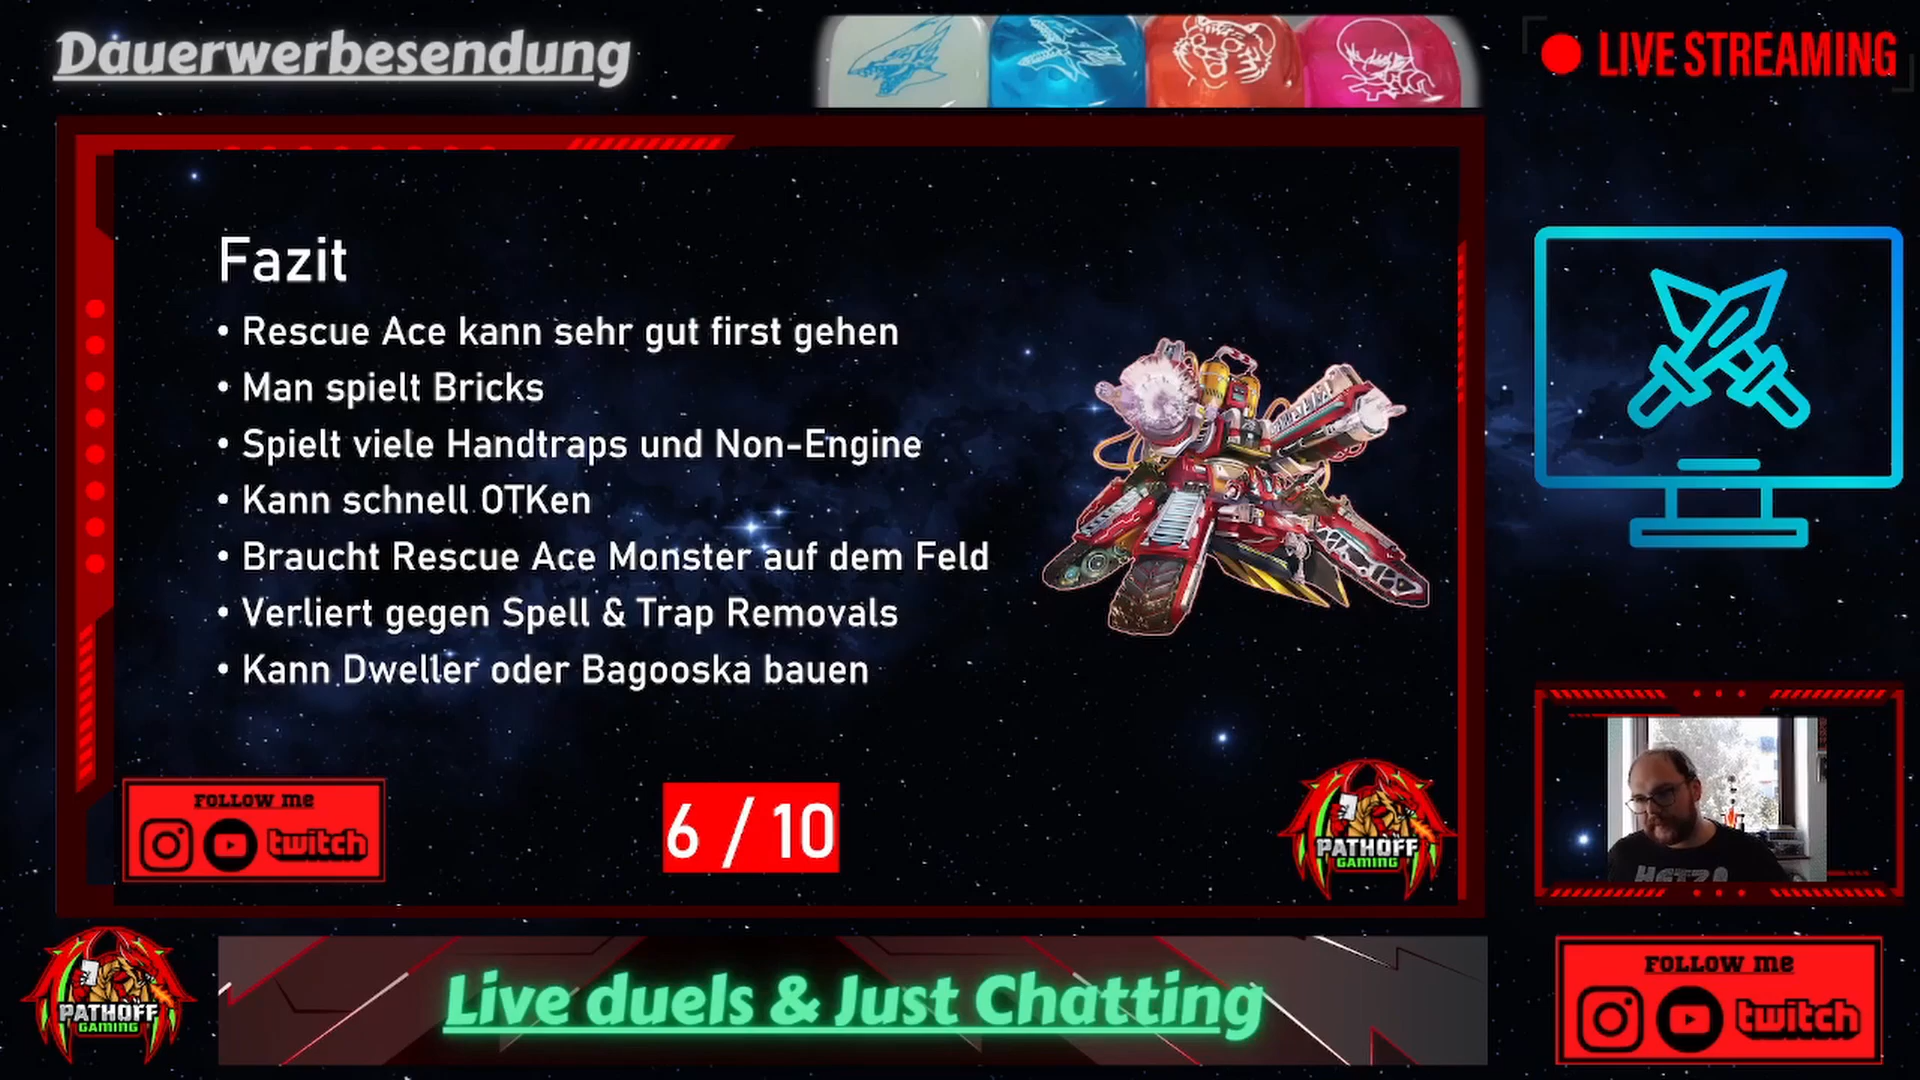 Dauerwerbesendung
LIVE STREAMING
Fazit
• Rescue Ace kann sehr gut first gehen
• Man spielt Bricks
• Spielt viele Handtraps und Non-Engine
• Kann schnell OTKen
• Braucht Rescue Ace Monster auf dem Feld
• Verliert gegen Spell & Trap Removals
• Kann Dweller oder Bagooska bauen
FOLLOW me
twitch
6 / 10
PATHOFF
GAMING
PATHOFF
GAMING
Live duels & Just Chatting
FOLLOW me
twitch